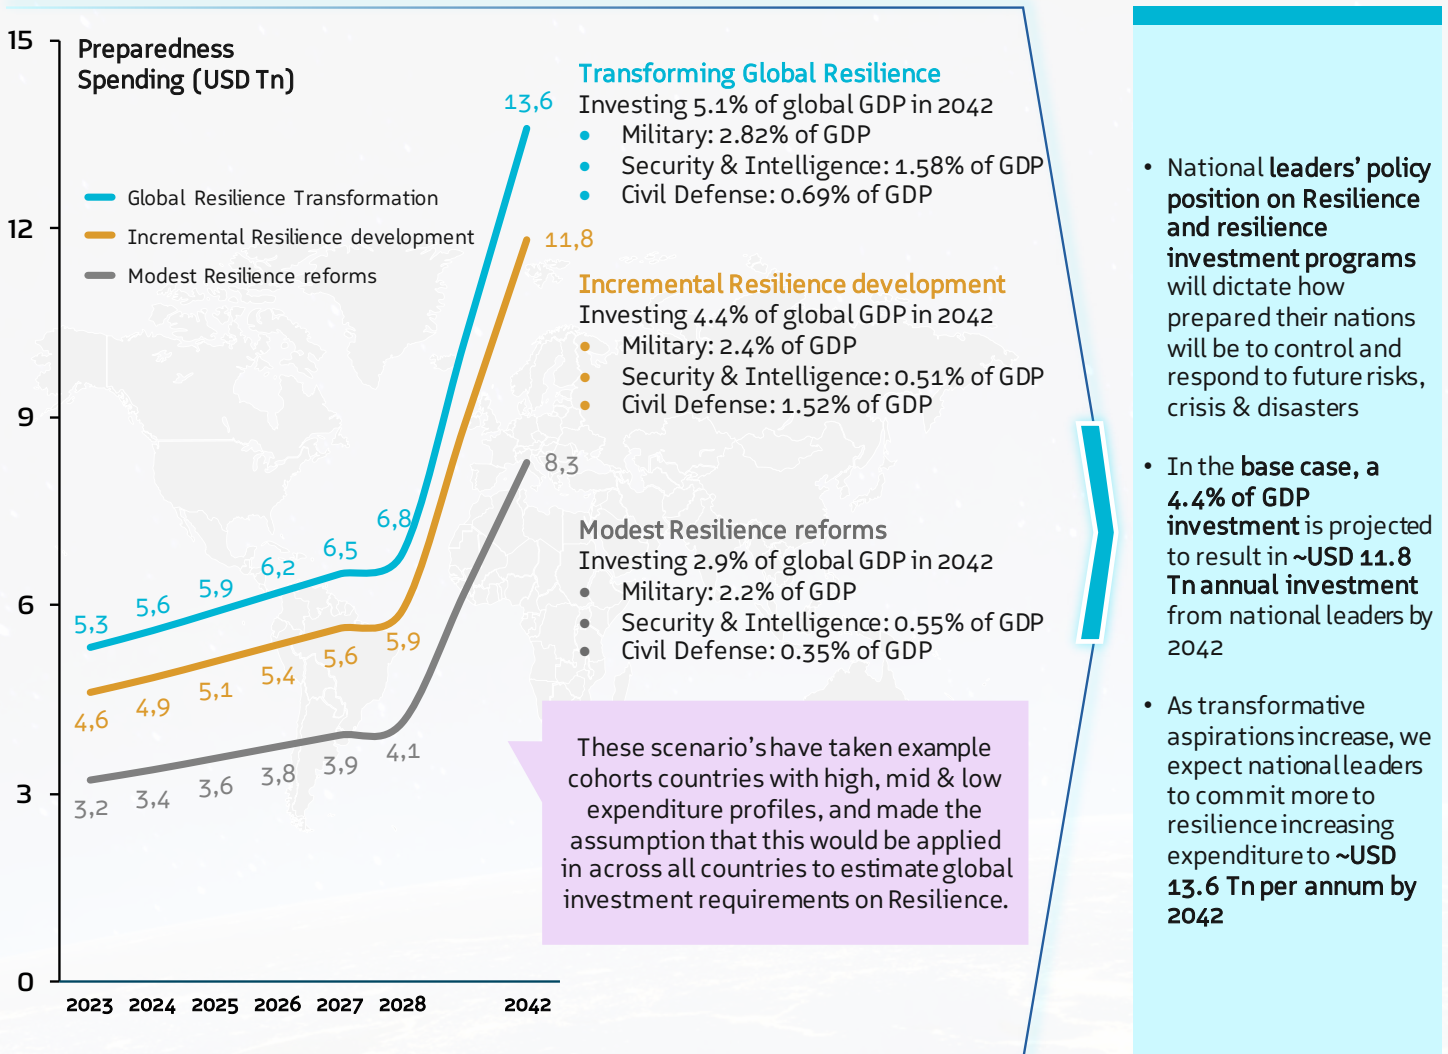 Preparedness
Spending (USD Tn)
15
12
9
6
3
0
Global Resilience Transformation
Incremental Resilience development
Modest Resilience reforms
5,3
5,6
5,9
6,2
6,5
6,8
13,6
4,6
4,9
5,1
5,4
5,6
5,9
11,8
3,2
3,4
3,6
3,8
3,9
4,1
8,3
2023
2024
2025
2026
2027
2028
2042
Transforming Global Resilience
Investing 5.1% of global GDP in 2042
• Military: 2.82% of GDP
• Security & Intelligence: 1.58% of GDP
• Civil Defense: 0.69% of GDP
Incremental Resilience development
Investing 4.4% of global GDP in 2042
• Military: 2.4% of GDP
• Security & Intelligence: 0.51% of GDP
• Civil Defense: 1.52% of GDP
Modest Resilience reforms
Investing 2.9% of global GDP in 2042
• Military: 2.2% of GDP
• Security & Intelligence: 0.55% of GDP
• Civil Defense: 0.35% of GDP
These scenario's have taken example
cohorts countries with high, mid & low
expenditure profiles, and made the
assumption that this would be applied
in across all countries to estimate global
investment requirements on Resilience.
• National leaders' policy
position on Resilience
and resilience
investment programs
will dictate how
prepared their nations
will be to control and
respond to future risks,
crisis & disasters
• In the base case, a
4.4% of GDP
investment is projected
to result in ~USD 11.8
Tn annual investment
from national leaders by
2042
• As transformative
aspirations increase, we
expect national leaders
to commit more to
resilience increasing
expenditure to ~USD
13.6 Tn per annum by
2042